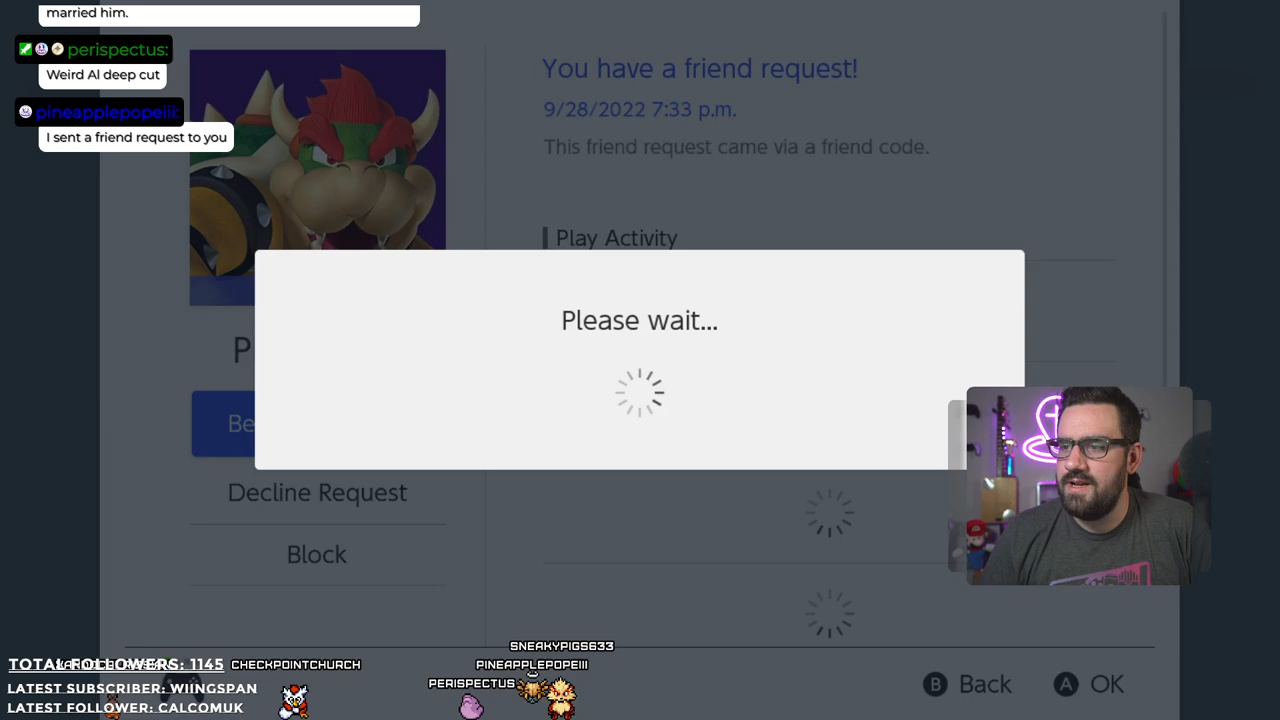 married him.
perispectus:
Weird Al deep cut
pineapplepopeiii:
I sent a friend request to you
You have a friend request!
9/28/2022 7:33 p.m.
This friend request came via a friend code.
Play Activity
Please wait...
P
Be
Decline Request
Block
SNEAKYPIGS633
TOTAL FOLLOWERS: 1145
CHECKPOINTCHURCH
PINEAPPLEPOPEIII
PERISPECTUS
LATEST SUBSCRIBER: WIINGSPAN
LATEST FOLLOWER: CALCOMUK
B Back
A OK